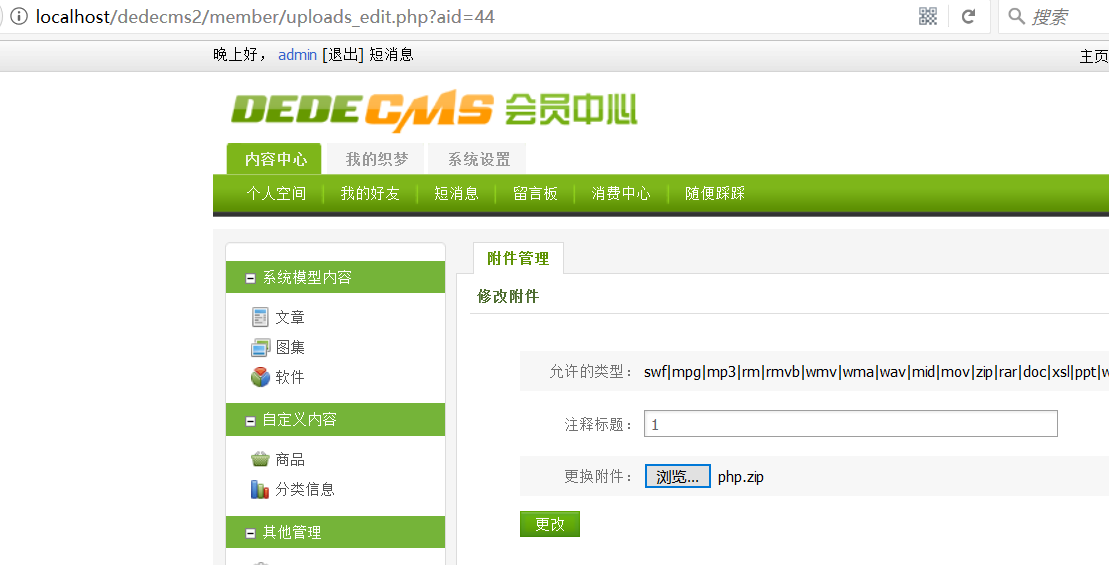 localhost/dedecms2/member/uploads_edit.php?aid=44
搜索
晚上好， admin [退出] 短消息
主页
DEDECMS 会员中心
内容中心 我的织梦 系统设置
个人空间 我的好友 短消息 留言板 消费中心 随便踩踩
系统模型内容
文章
图集
软件
自定义内容
商品
分类信息
其他管理
附件管理
修改附件
允许的类型： swf|mpg|mp3|rm|rmvb|wmv|wma|wav|mid|mov|zip|rar|doc|xsl|ppt|w
注释标题： 1
更换附件： 浏览... php.zip
更改